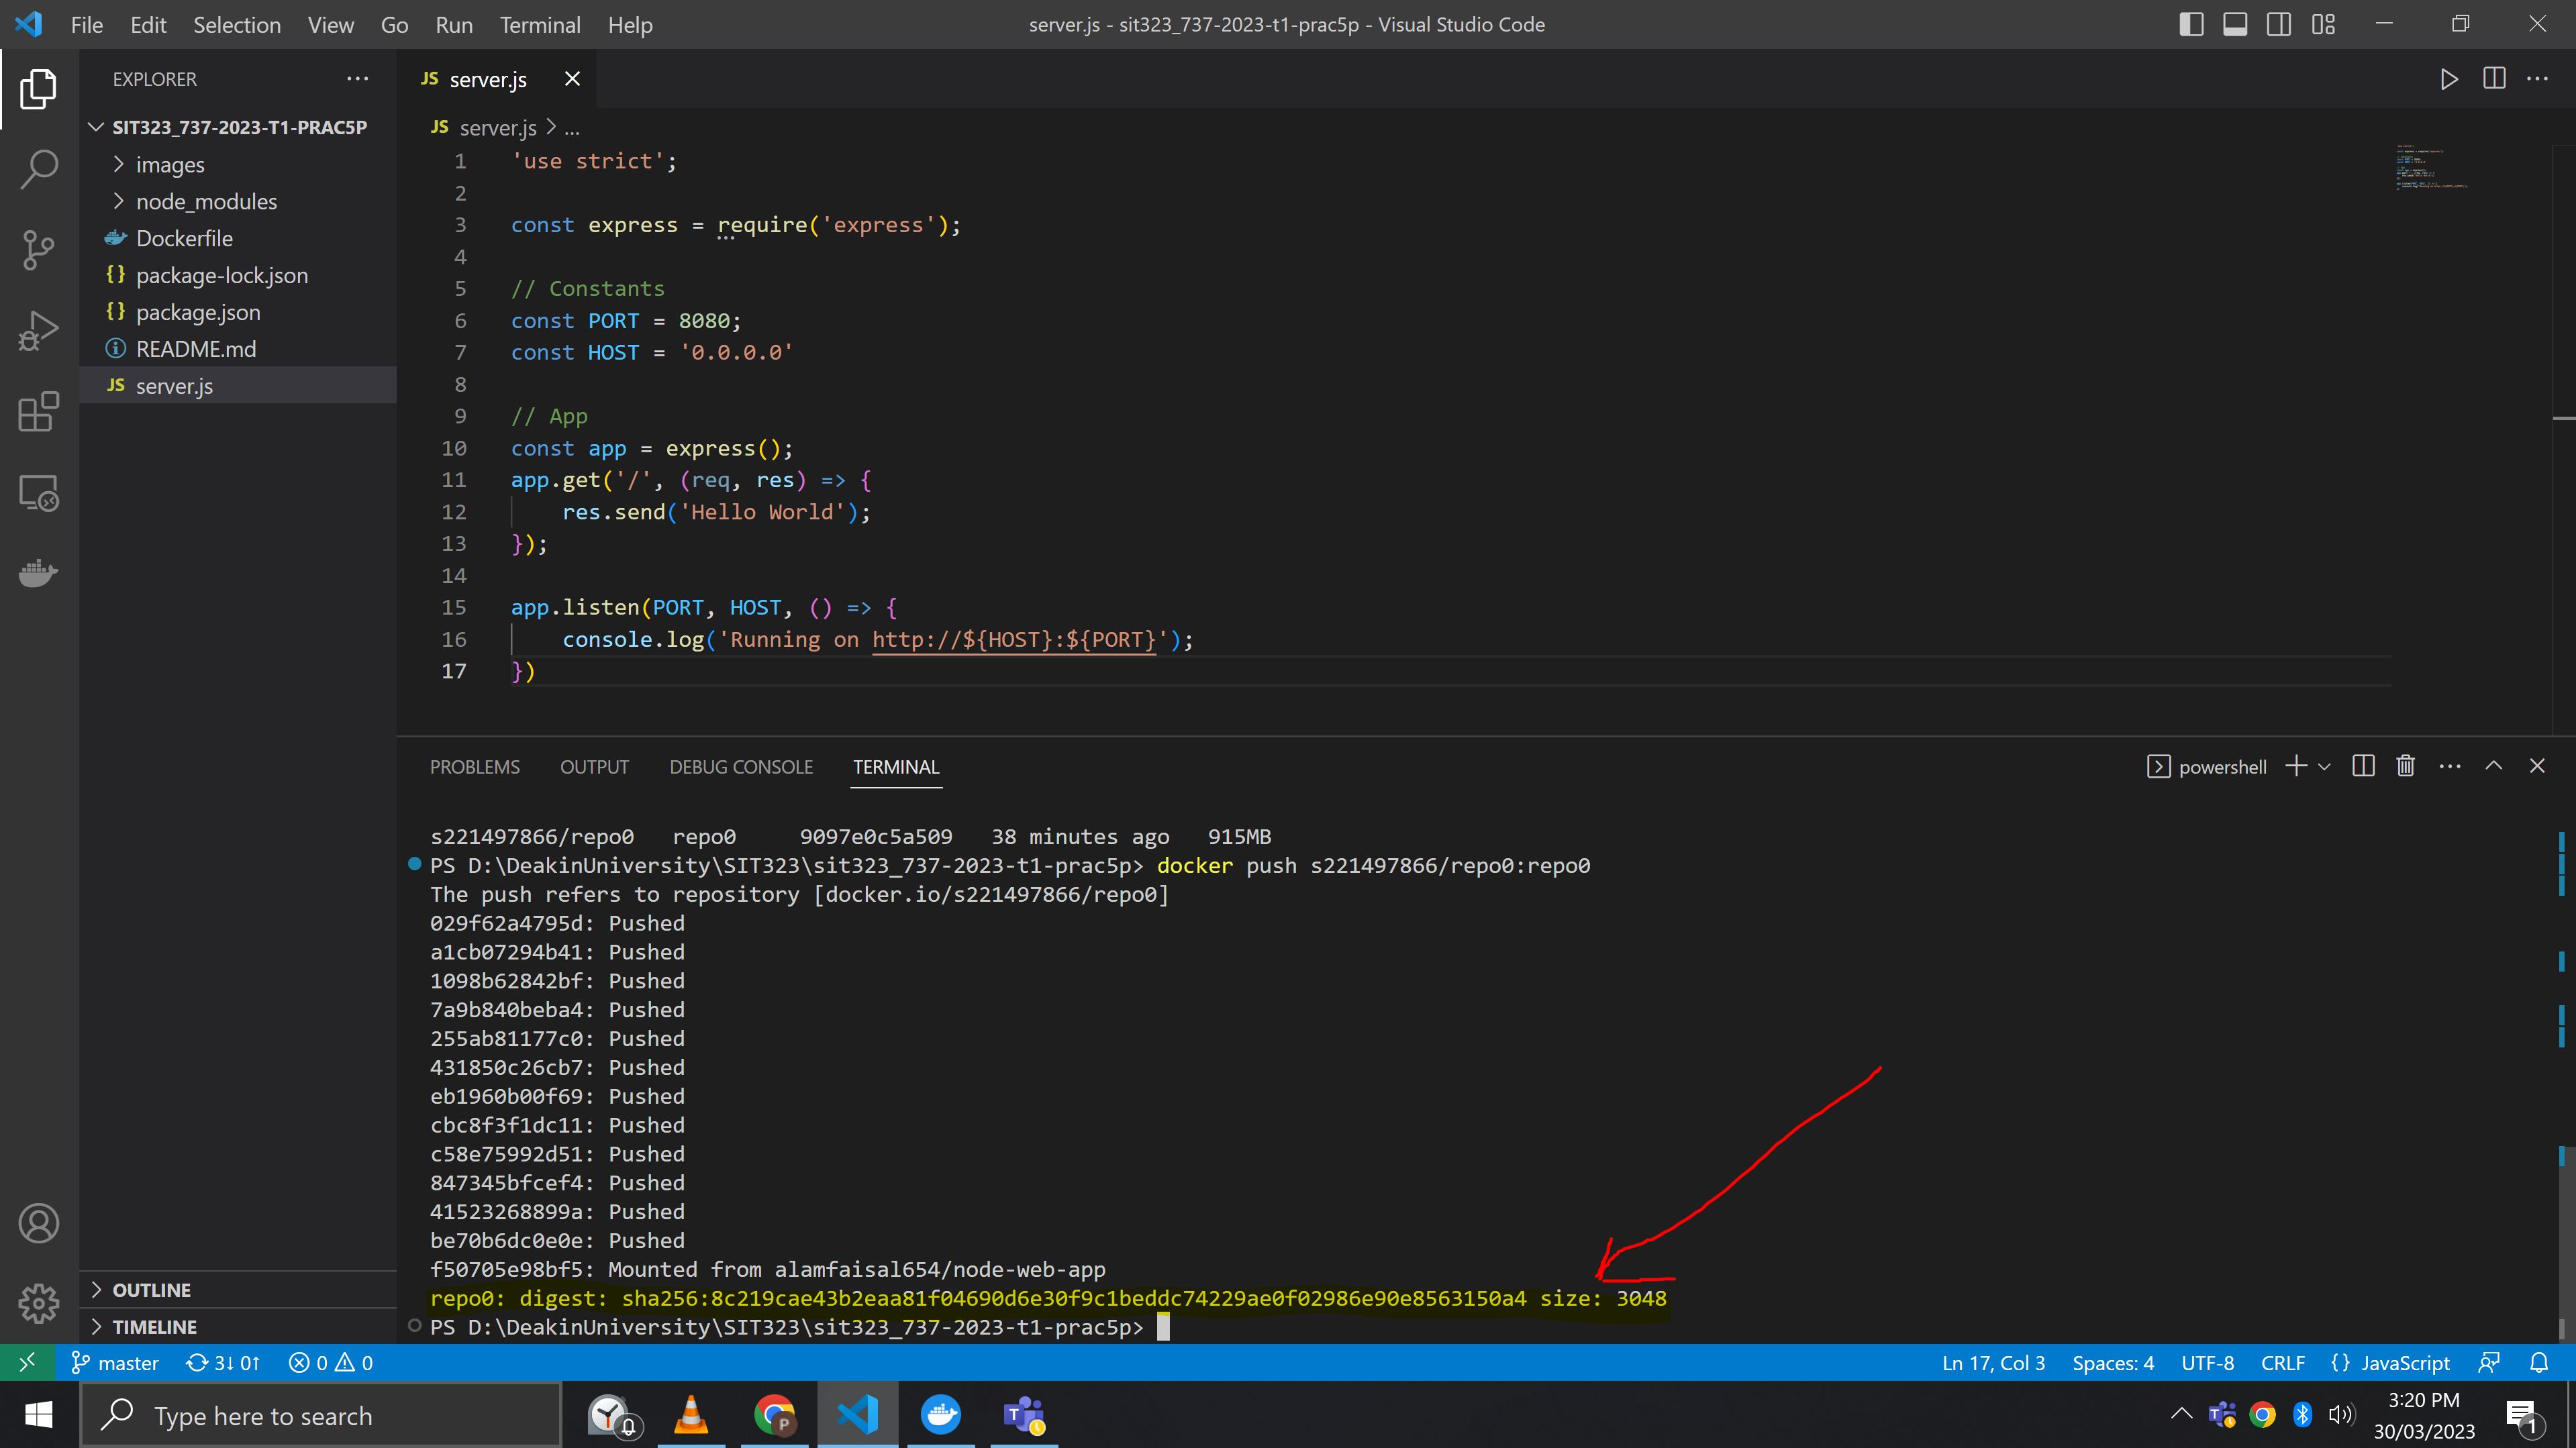 File Edit Selection View Go Run Terminal Help
server.js - sit323_737-2023-t1-prac5p - Visual Studio Code
EXPLORER
SIT323_737-2023-T1-PRAC5P
images
node_modules
Dockerfile
{} package-lock.json
{} package.json
README.md
JS server.js
OUTLINE
TIMELINE
JS server.js
JS server.js > ...
1 'use strict';
2
3 const express = require('express');
4
5 // Constants
6 const PORT = 8080;
7 const HOST = '0.0.0.0'
8
9 // App
10 const app = express();
11 app.get('/', (req, res) => {
12 res.send('Hello World');
13 });
14
15 app.listen(PORT, HOST, () => {
16 console.log('Running on http://${HOST}:${PORT}');
17 })
PROBLEMS OUTPUT DEBUG CONSOLE TERMINAL
powershell
s221497866/repo0 repo0 9097e0c5a509 38 minutes ago 915MB
PS D:\DeakinUniversity\SIT323\sit323_737-2023-t1-prac5p> docker push s221497866/repo0:repo0
The push refers to repository [docker.io/s221497866/repo0]
029f62a4795d: Pushed
a1cb07294b41: Pushed
1098b62842bf: Pushed
7a9b840beba4: Pushed
255ab81177c0: Pushed
431850c26cb7: Pushed
eb1960b00f69: Pushed
cbc8f3f1dc11: Pushed
c58e75992d51: Pushed
847345bfcef4: Pushed
41523268899a: Pushed
be70b6dc0e0e: Pushed
f50705e98bf5: Mounted from alamfaisal654/node-web-app
repo0: digest: sha256:8c219cae43b2eaa81f04690d6e30f9c1beddc74229ae0f02986e90e8563150a4 size: 3048
PS D:\DeakinUniversity\SIT323\sit323_737-2023-t1-prac5p>
master 3↓ 0↑ 0 0
Ln 17, Col 3 Spaces: 4 UTF-8 CRLF {} JavaScript
Type here to search
P
T
T
3:20 PM
30/03/2023
1